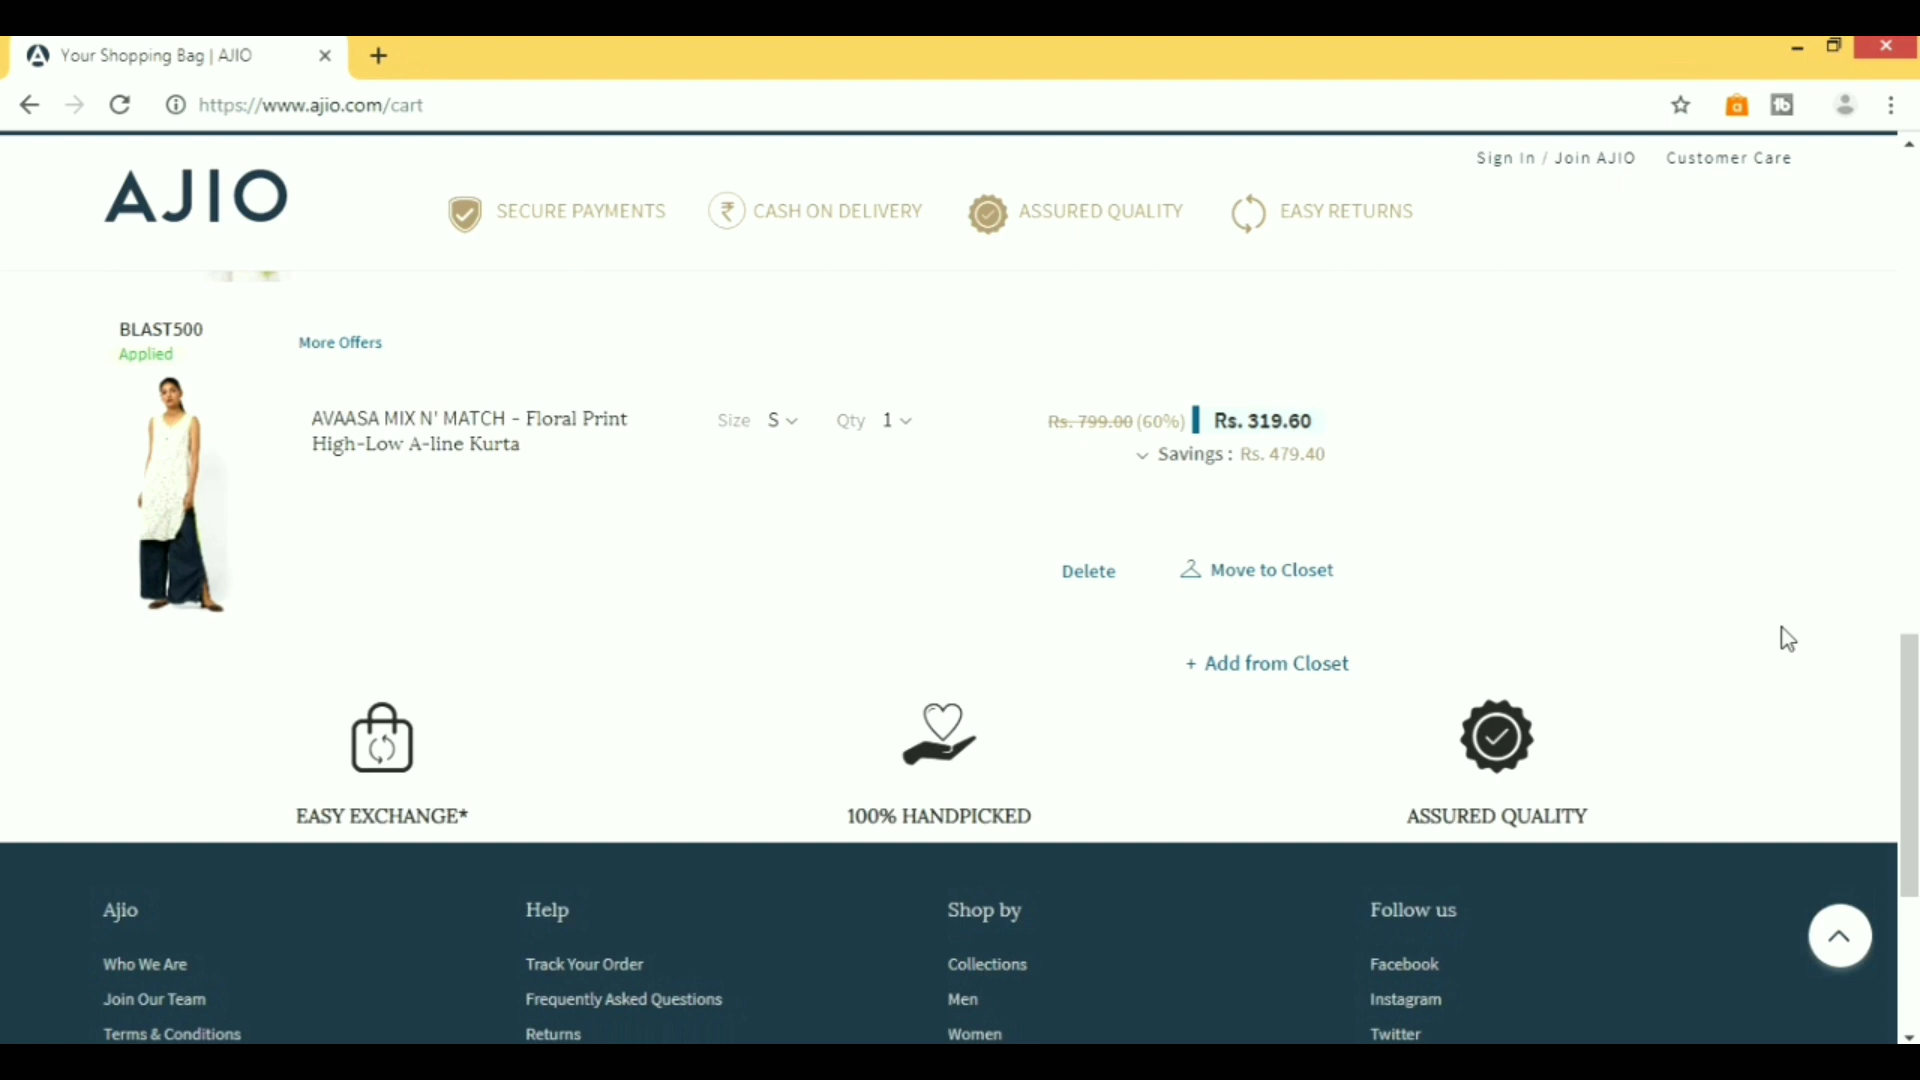 Your Shopping Bag | AJIO
https://www.ajio.com/cart
Sign In / Join AJIO Customer Care
AJIO
SECURE PAYMENTS CASH ON DELIVERY ASSURED QUALITY EASY RETURNS
BLAST500
Applied
More Offers
AVAASA MIX N' MATCH - Floral Print
High-Low A-line Kurta
Size S Qty 1
Rs. 799.00 (60%) Rs. 319.60
Savings : Rs. 479.40
Delete Move to Closet
+ Add from Closet
EASY EXCHANGE* 100% HANDPICKED ASSURED QUALITY
Ajio Help Shop by Follow us
Who We Are Track Your Order Collections Facebook
Join Our Team Frequently Asked Questions Men Instagram
Terms & Conditions Returns Women Twitter